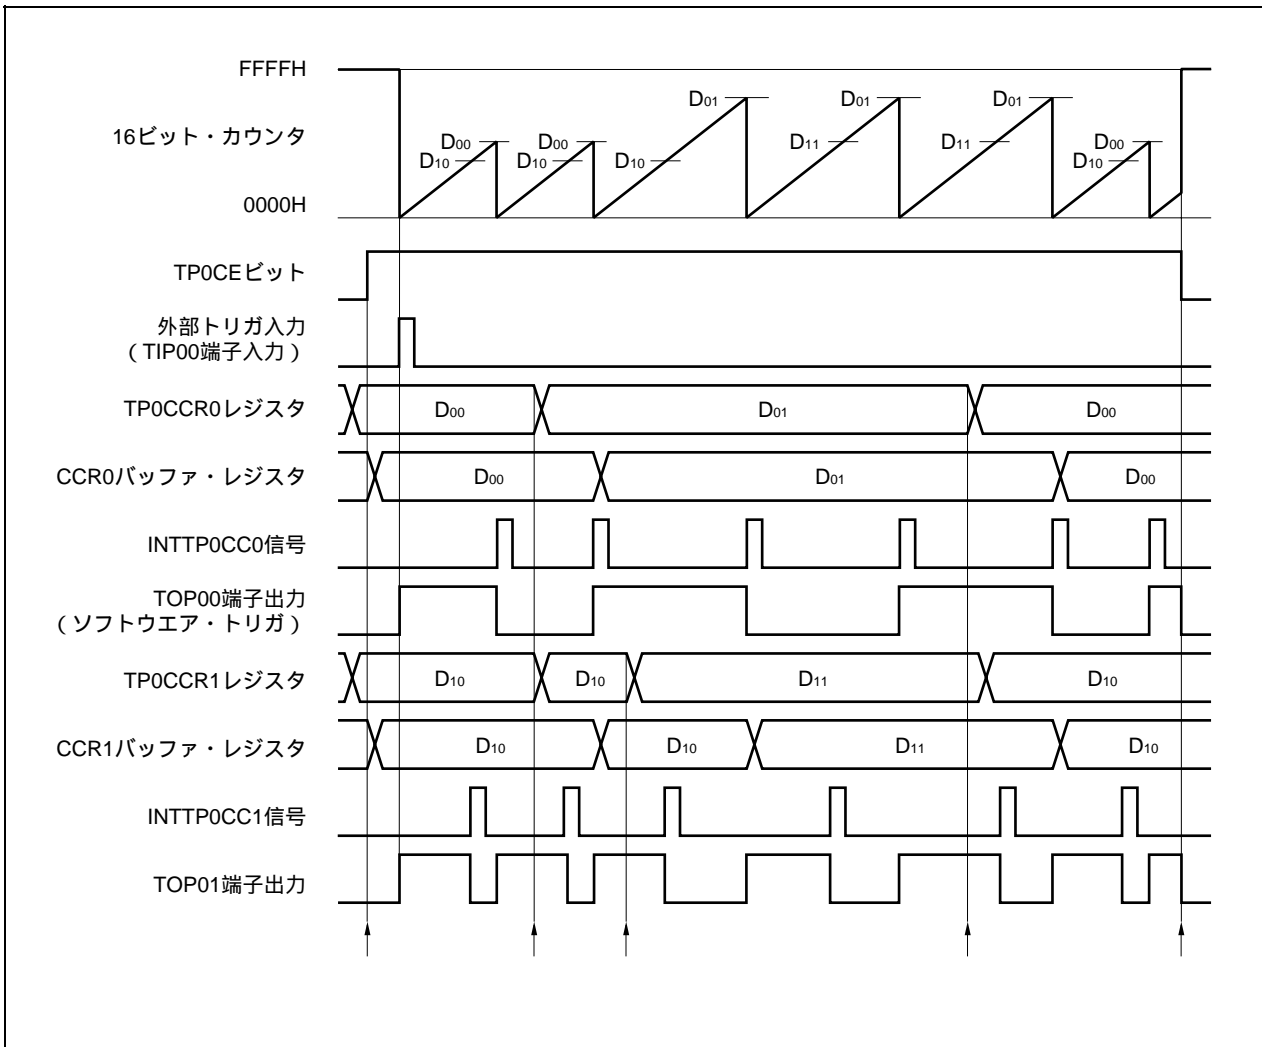 FFFFH
16ビット・カウンタ
0000H
D01 D01 D01
D00 D00 D11 D11 D00
D10 D10 D10 D10
TP0CEビット
外部トリガ入力
（TIP00端子入力）
TP0CCR0レジスタ D00 D01 D00
CCR0バッファ・レジスタ D00 D01 D00
INTTP0CC0信号
TOP00端子出力
（ソフトウエア・トリガ）
TP0CCR1レジスタ D10 D10 D11 D10
CCR1バッファ・レジスタ D10 D10 D11 D10
INTTP0CC1信号
TOP01端子出力